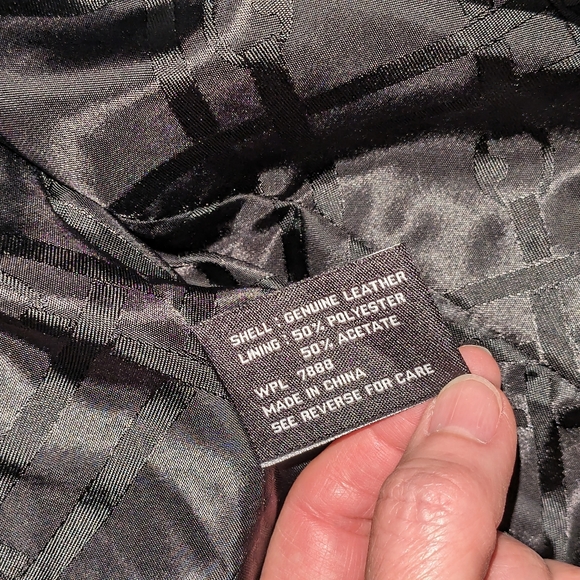 SHELL : GENUINE LEATHER
LINING : 50% POLYESTER
50% ACETATE
WPL 7888
MADE IN CHINA
SEE REVERSE FOR CARE